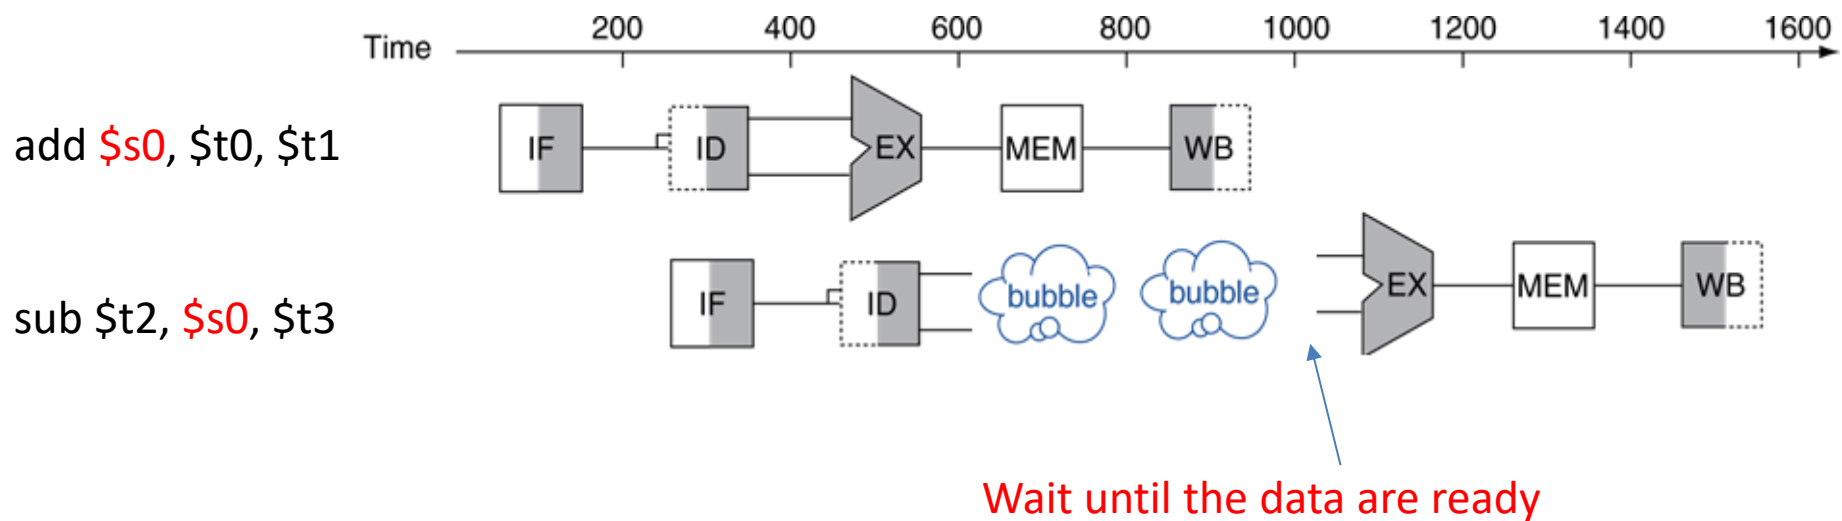 Time 200 400 600 800 1000 1200 1400 1600
add $s0, $t0, $t1 IF ID EX MEM WB
sub $t2, $s0, $t3 IF ID bubble bubble EX MEM WB
Wait until the data are ready